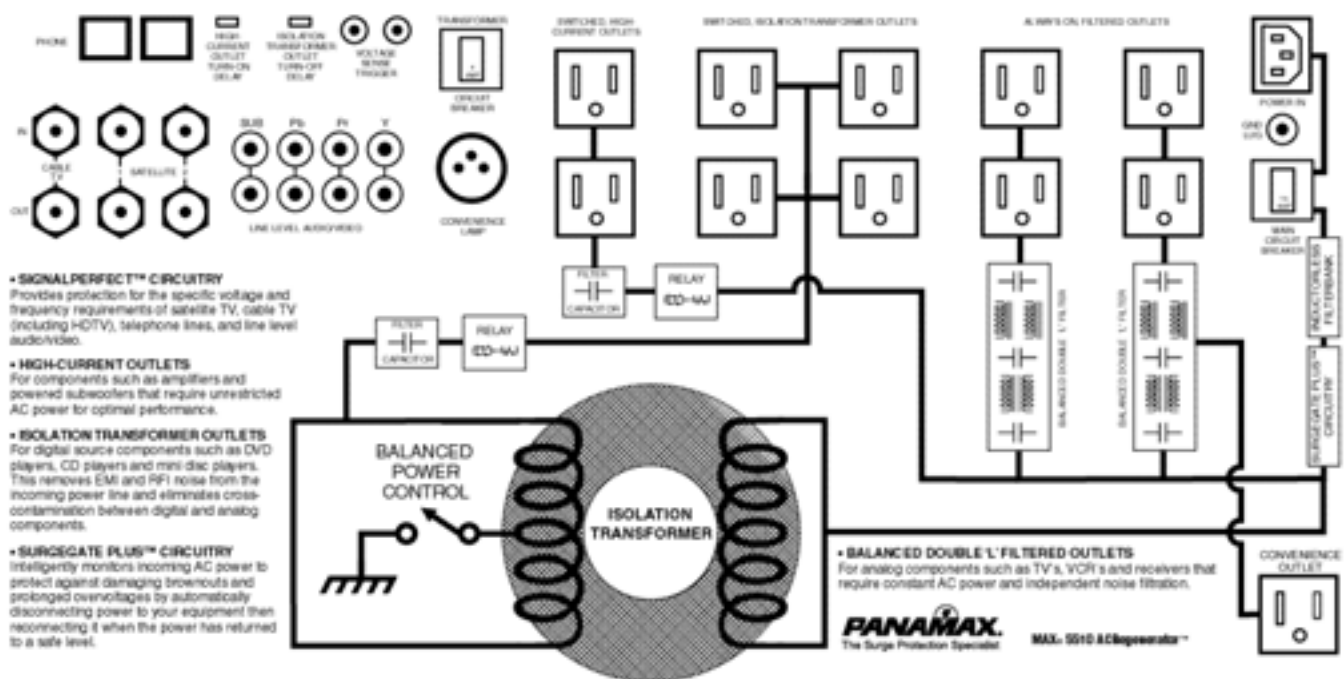 PHONE
HIGH-
CURRENT
OUTLET
TURN-ON
DELAY
ISOLATION
TRANSFORMER
OUTLET
TURN-OFF
DELAY
VOLTAGE
SENSE
TRIGGER
TRANSFORMER
CIRCUIT
BREAKER
SWITCHED, HIGH-
CURRENT OUTLETS
SWITCHED, ISOLATION TRANSFORMER OUTLETS
ALWAYS ON, FILTERED OUTLETS
POWER IN
GND
LUG
MAIN
CIRCUIT
BREAKER
IN
CABLE
TV
SATELLITE
OUT
SUB
Pb
Pr
Y
LINE LEVEL AUDIO/VIDEO
CONVENIENCE
LAMP
FILTER
CAPACITOR
RELAY
FILTER
CAPACITOR
RELAY
BALANCED DOUBLE 'L' FILTER
BALANCED DOUBLE 'L' FILTER
INDUCTORLESS
FILTERBANK
SURGEGATE PLUS™
CIRCUITRY
• SIGNALPERFECT™ CIRCUITRY
Provides protection for the specific voltage and
frequency requirements of satellite TV, cable TV
(including HDTV), telephone lines, and line level
audio/video.
• HIGH-CURRENT OUTLETS
For components such as amplifiers and
powered subwoofers that require unrestricted
AC power for optimal performance.
• ISOLATION TRANSFORMER OUTLETS
For digital source components such as DVD
players, CD players and mini disc players.
This removes EMI and RFI noise from the
incoming power line and eliminates cross-
contamination between digital and analog
components.
• SURGEGATE PLUS™ CIRCUITRY
Intelligently monitors incoming AC power to
protect against damaging brownouts and
prolonged overvoltages by automatically
disconnecting power to your equipment then
reconnecting it when the power has returned
to a safe level.
BALANCED
POWER
CONTROL
ISOLATION
TRANSFORMER
• BALANCED DOUBLE 'L' FILTERED OUTLETS
For analog components such as TV's, VCR's and receivers that
require constant AC power and independent noise filtration.
CONVENIENCE
OUTLET
PANAMAX.
The Surge Protection Specialist
MAX® 5510 ACRegenerator™